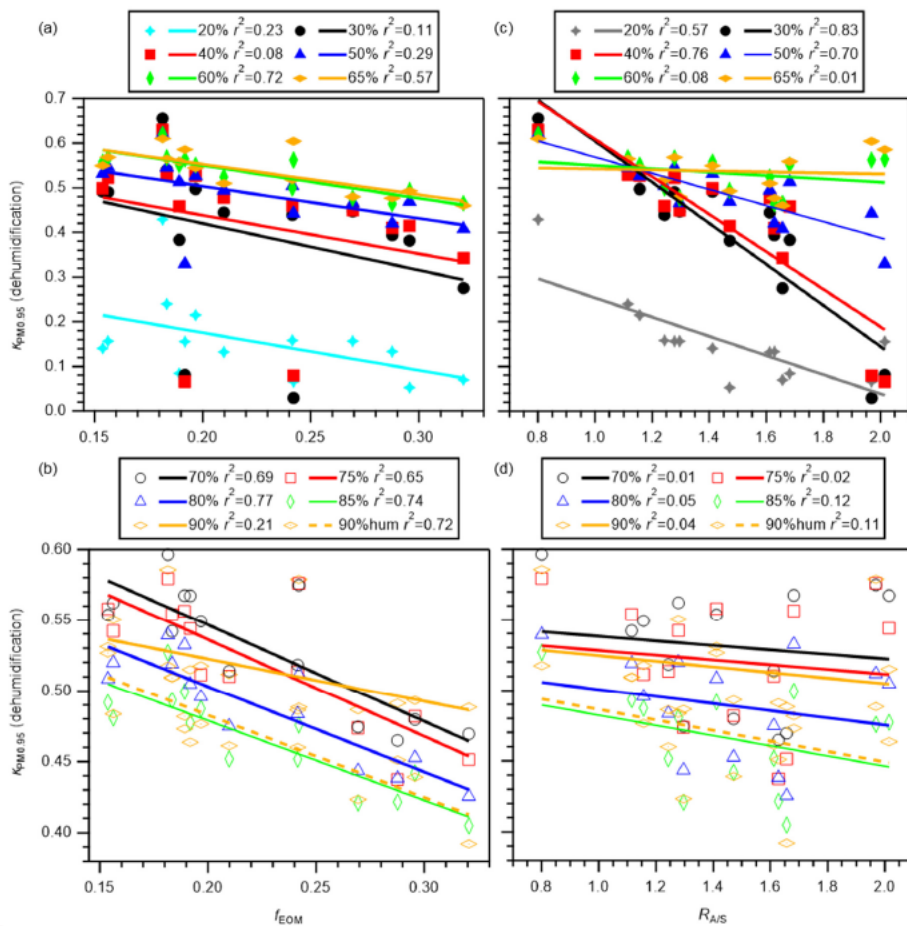 (a)
20% r²=0.23 30% r²=0.11
40% r²=0.08 50% r²=0.29
60% r²=0.72 65% r²=0.57
κPM0.95 (dehumidification)
0.7
0.6
0.5
0.4
0.3
0.2
0.1
0.0
0.15 0.20 0.25 0.30
(c)
20% r²=0.57 30% r²=0.83
40% r²=0.76 50% r²=0.70
60% r²=0.08 65% r²=0.01
0.8 1.0 1.2 1.4 1.6 1.8 2.0
(b)
70% r²=0.69 75% r²=0.65
80% r²=0.77 85% r²=0.74
90% r²=0.21 90%hum r²=0.72
κPM0.95 (dehumidification)
0.60
0.55
0.50
0.45
0.40
0.15 0.20 0.25 0.30
fEOM
(d)
70% r²=0.01 75% r²=0.02
80% r²=0.05 85% r²=0.12
90% r²=0.04 90%hum r²=0.11
0.8 1.0 1.2 1.4 1.6 1.8 2.0
RA/S